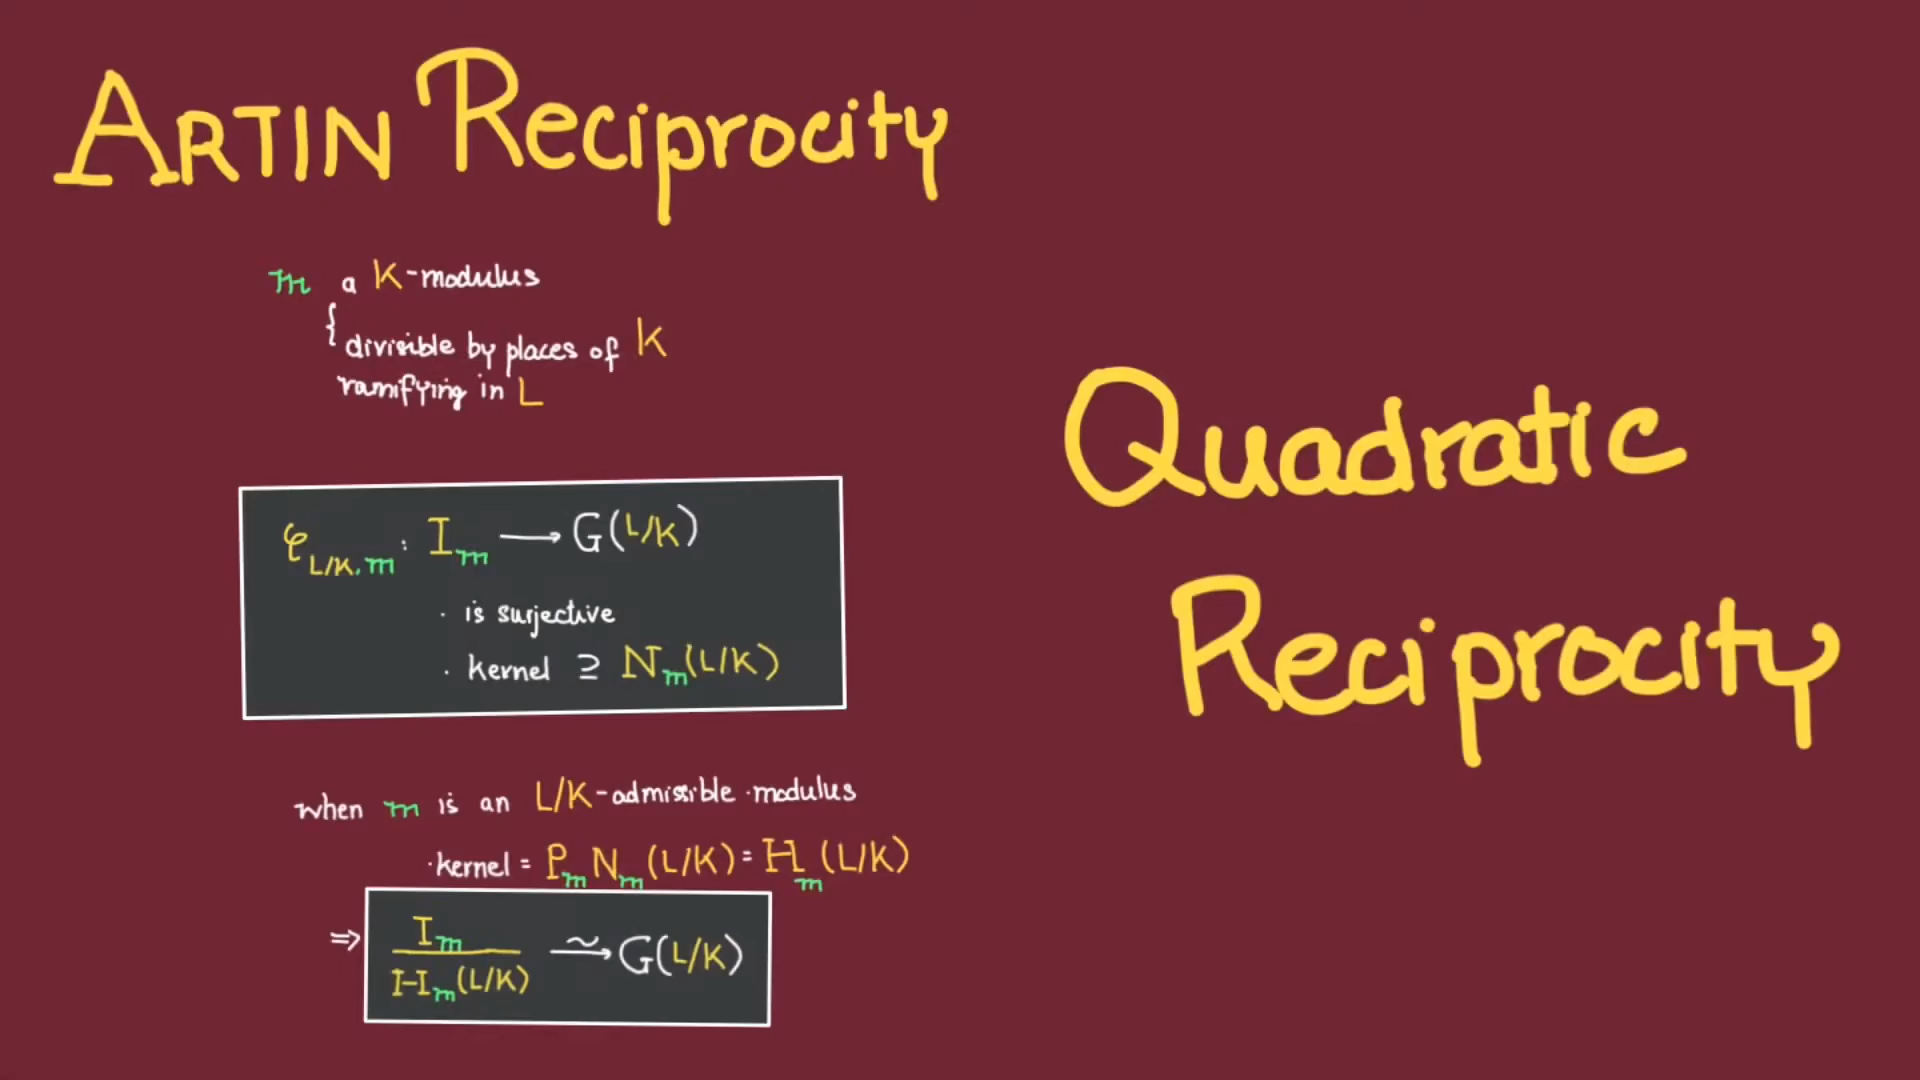 ARTIN Reciprocity
m a K-modulus
{ divisible by places of K
ramifying in L
φ_{L/K,m} : I_m ⟶ G(L/K)
· is surjective
· kernel ⊇ N_m(L/K)
when m is an L/K-admissible modulus
· kernel = P_m N_m(L/K) = H_m(L/K)
⇒ I_m / H_m(L/K) ⥲ G(L/K)
Quadratic
Reciprocity